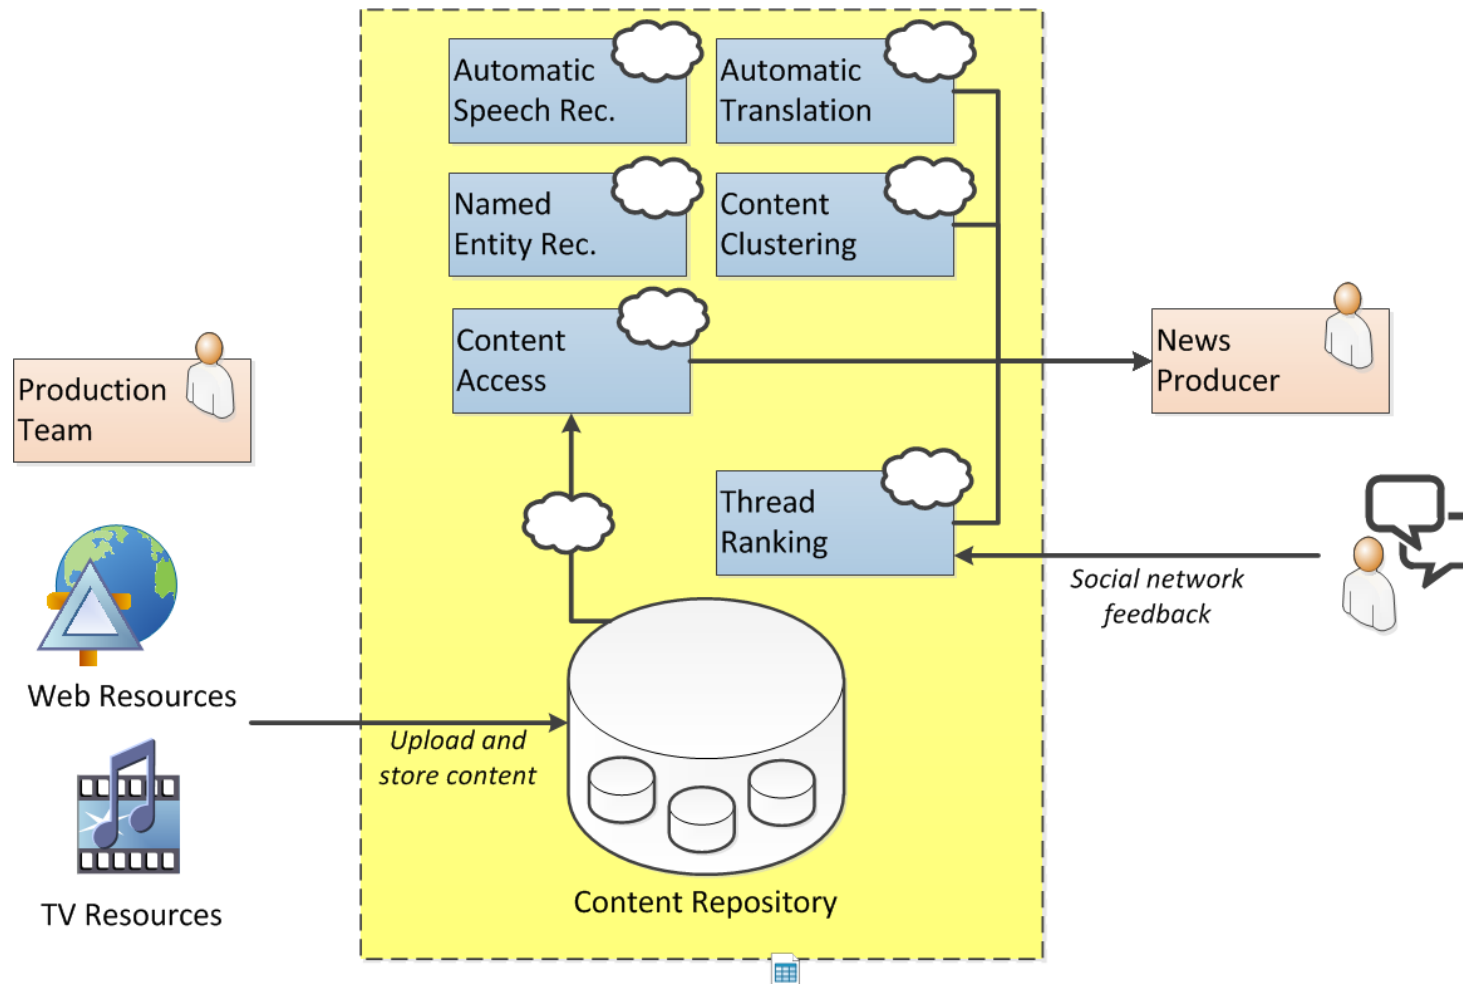 Automatic
Speech Rec.
Automatic
Translation
Named
Entity Rec.
Content
Clustering
Content
Access
News
Producer
Production
Team
Thread
Ranking
Social network
feedback
Web Resources
Upload and
store content
TV Resources
Content Repository